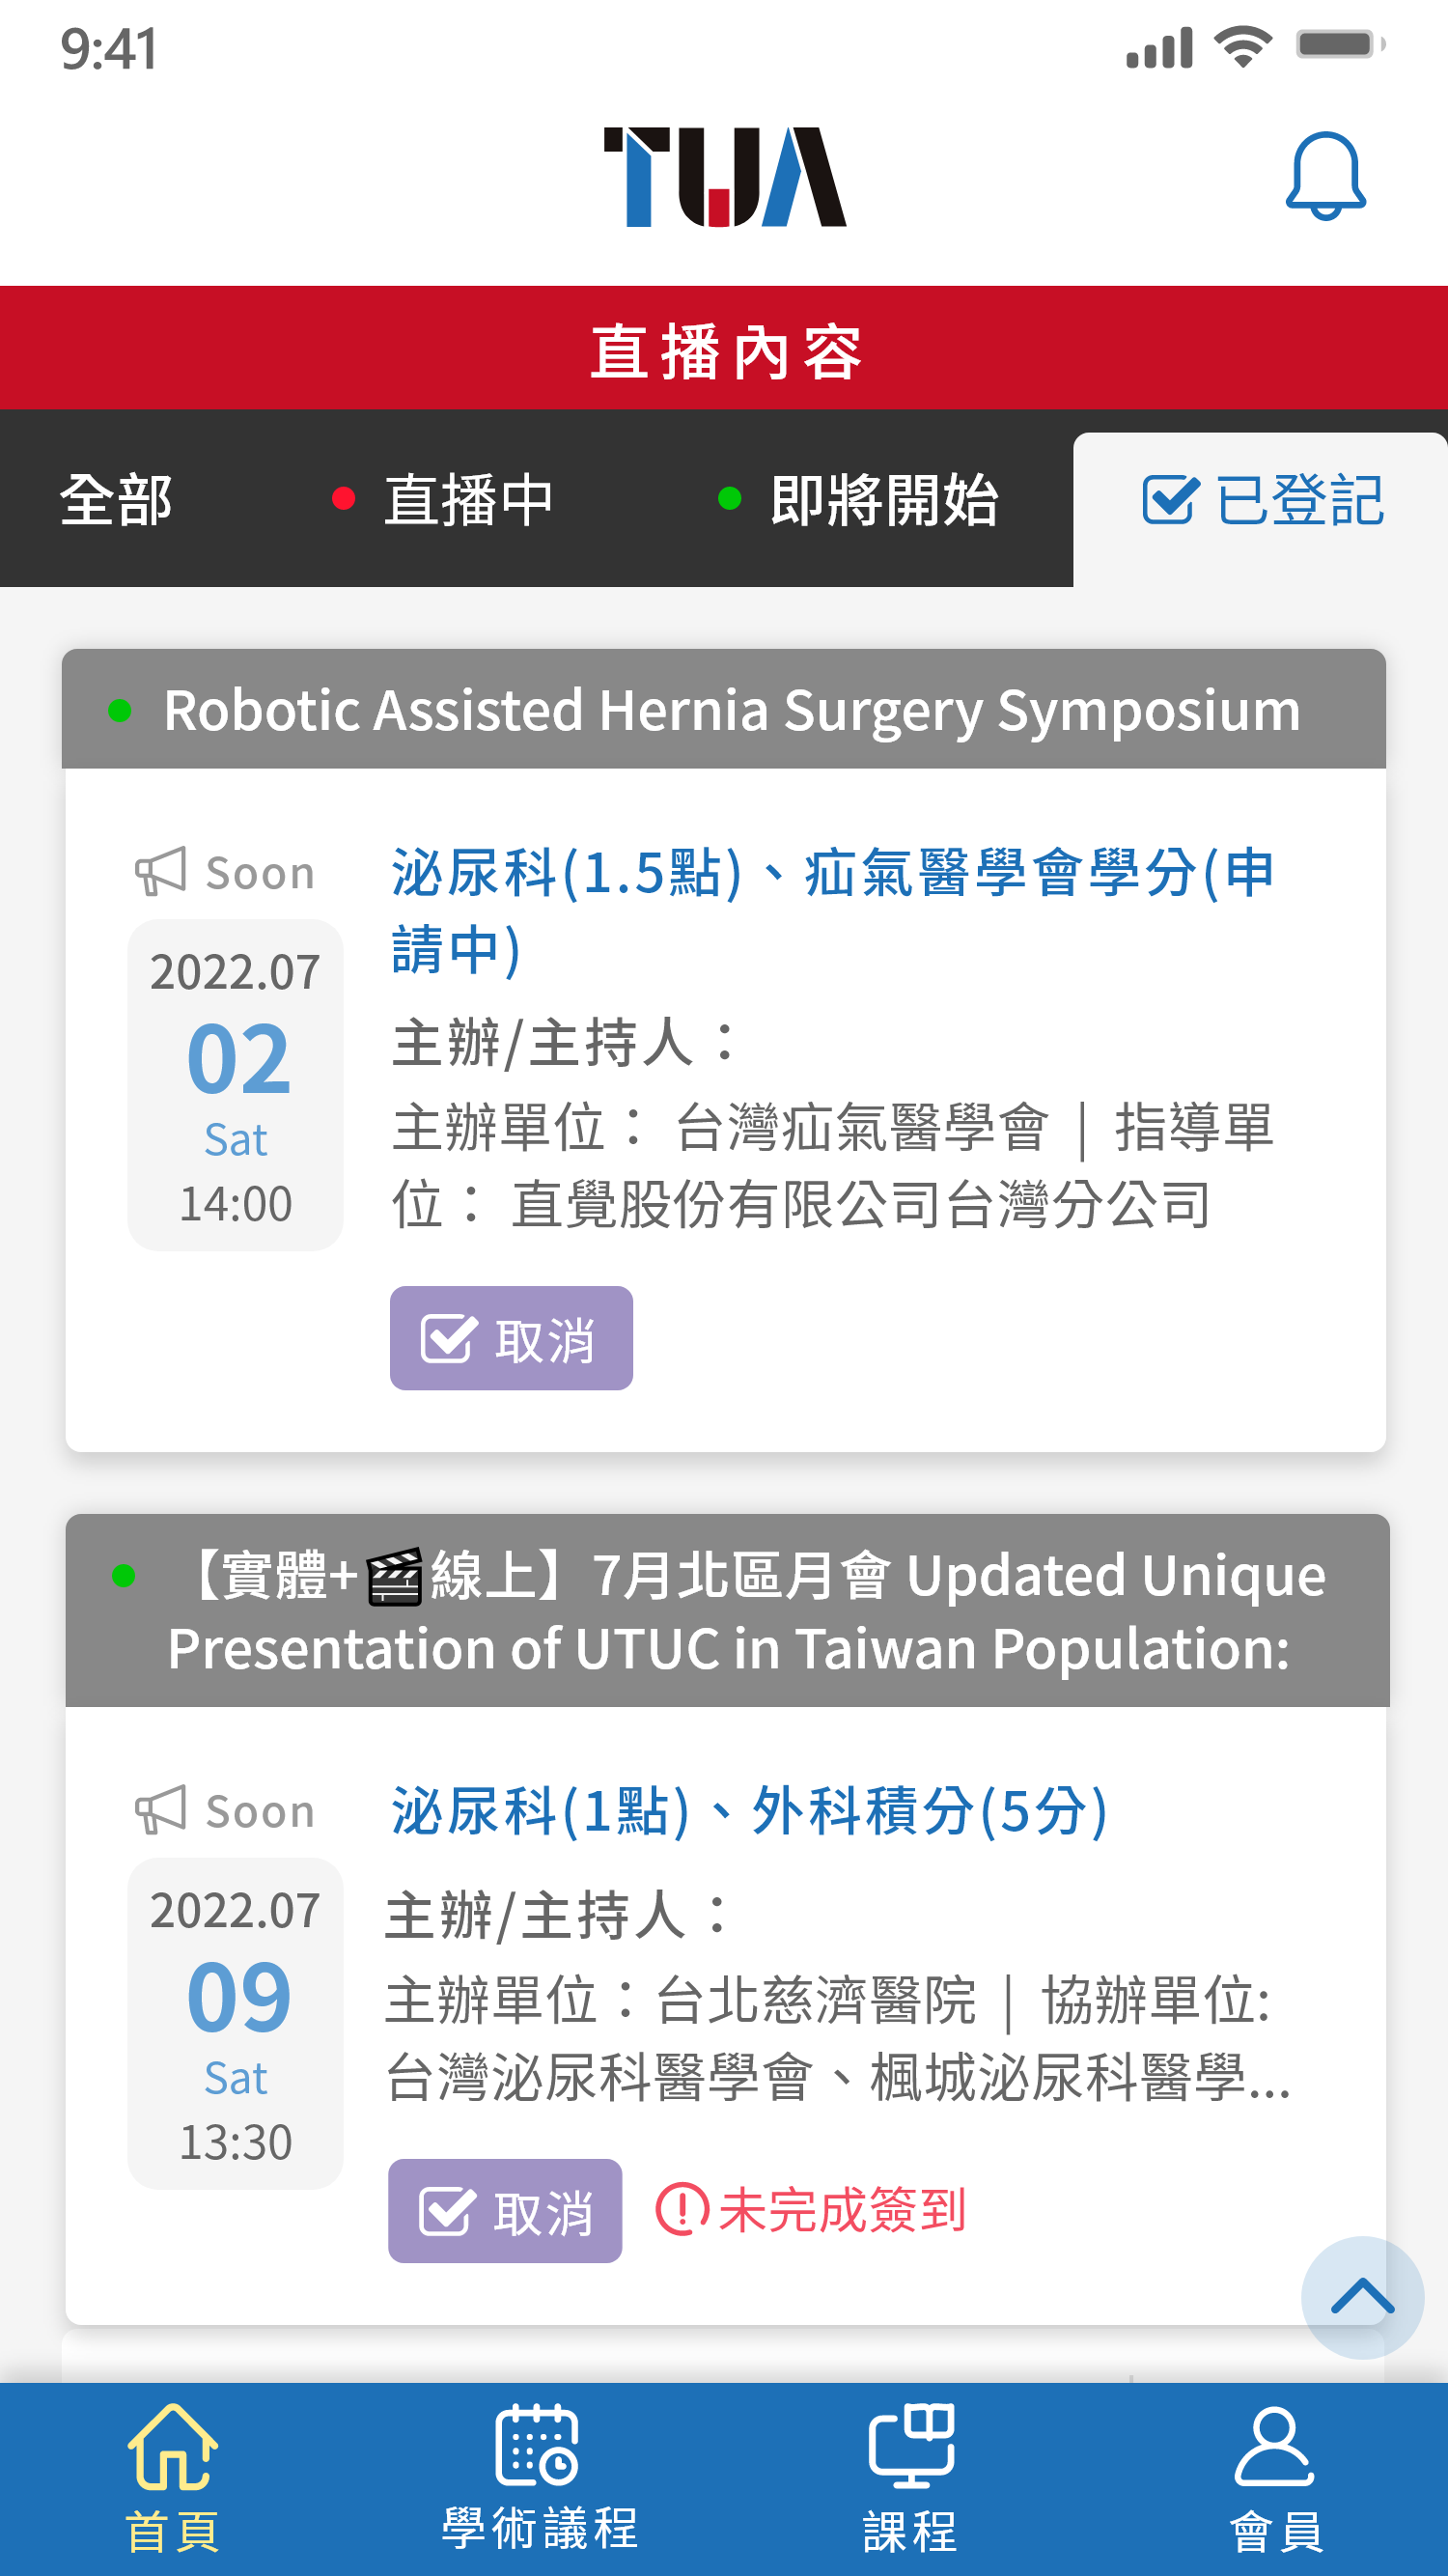 9:41
TUA
直播內容
全部
直播中
即將開始
已登記
Robotic Assisted Hernia Surgery Symposium
Soon
2022.07
02
Sat
14:00
泌尿科(1.5點)、疝氣醫學會學分(申
請中)
主辦/主持人：
主辦單位： 台灣疝氣醫學會 | 指導單
位： 直覺股份有限公司台灣分公司
取消
【實體+🎬線上】7月北區月會 Updated Unique
Presentation of UTUC in Taiwan Population:
Soon
2022.07
09
Sat
13:30
泌尿科(1點)、外科積分(5分)
主辦/主持人：
主辦單位：台北慈濟醫院 | 協辦單位:
台灣泌尿科醫學會、楓城泌尿科醫學...
取消
未完成簽到
首頁
學術議程
課程
會員